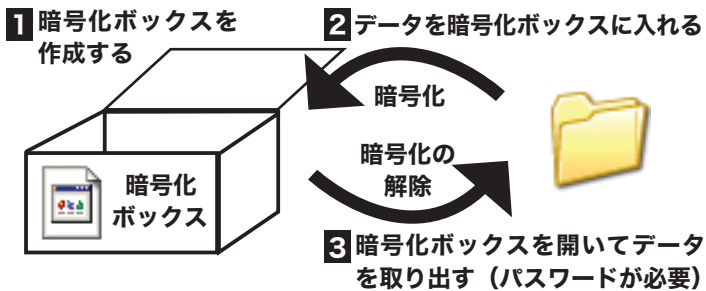 1 暗号化ボックスを
作成する
2 データを暗号化ボックスに入れる
暗号化
暗号化の
解除
暗号化
ボックス
3 暗号化ボックスを開いてデータ
を取り出す（パスワードが必要）